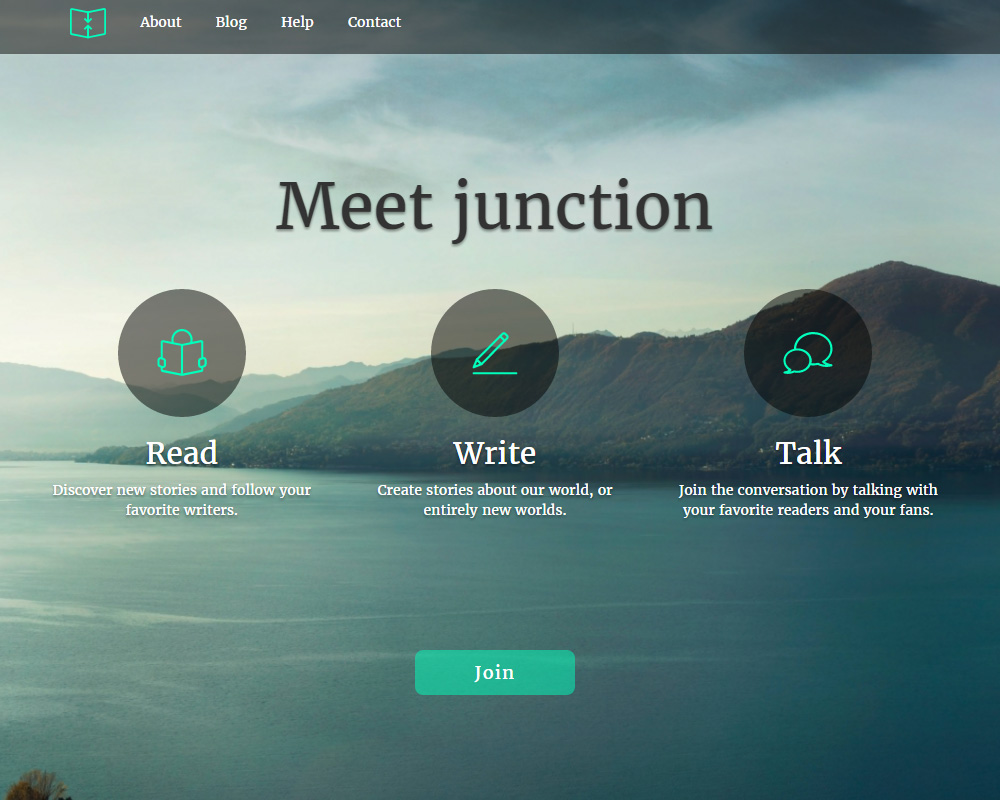 About Blog Help Contact
Meet junction
Read
Discover new stories and follow your
favorite writers.
Write
Create stories about our world, or
entirely new worlds.
Talk
Join the conversation by talking with
your favorite readers and your fans.
Join